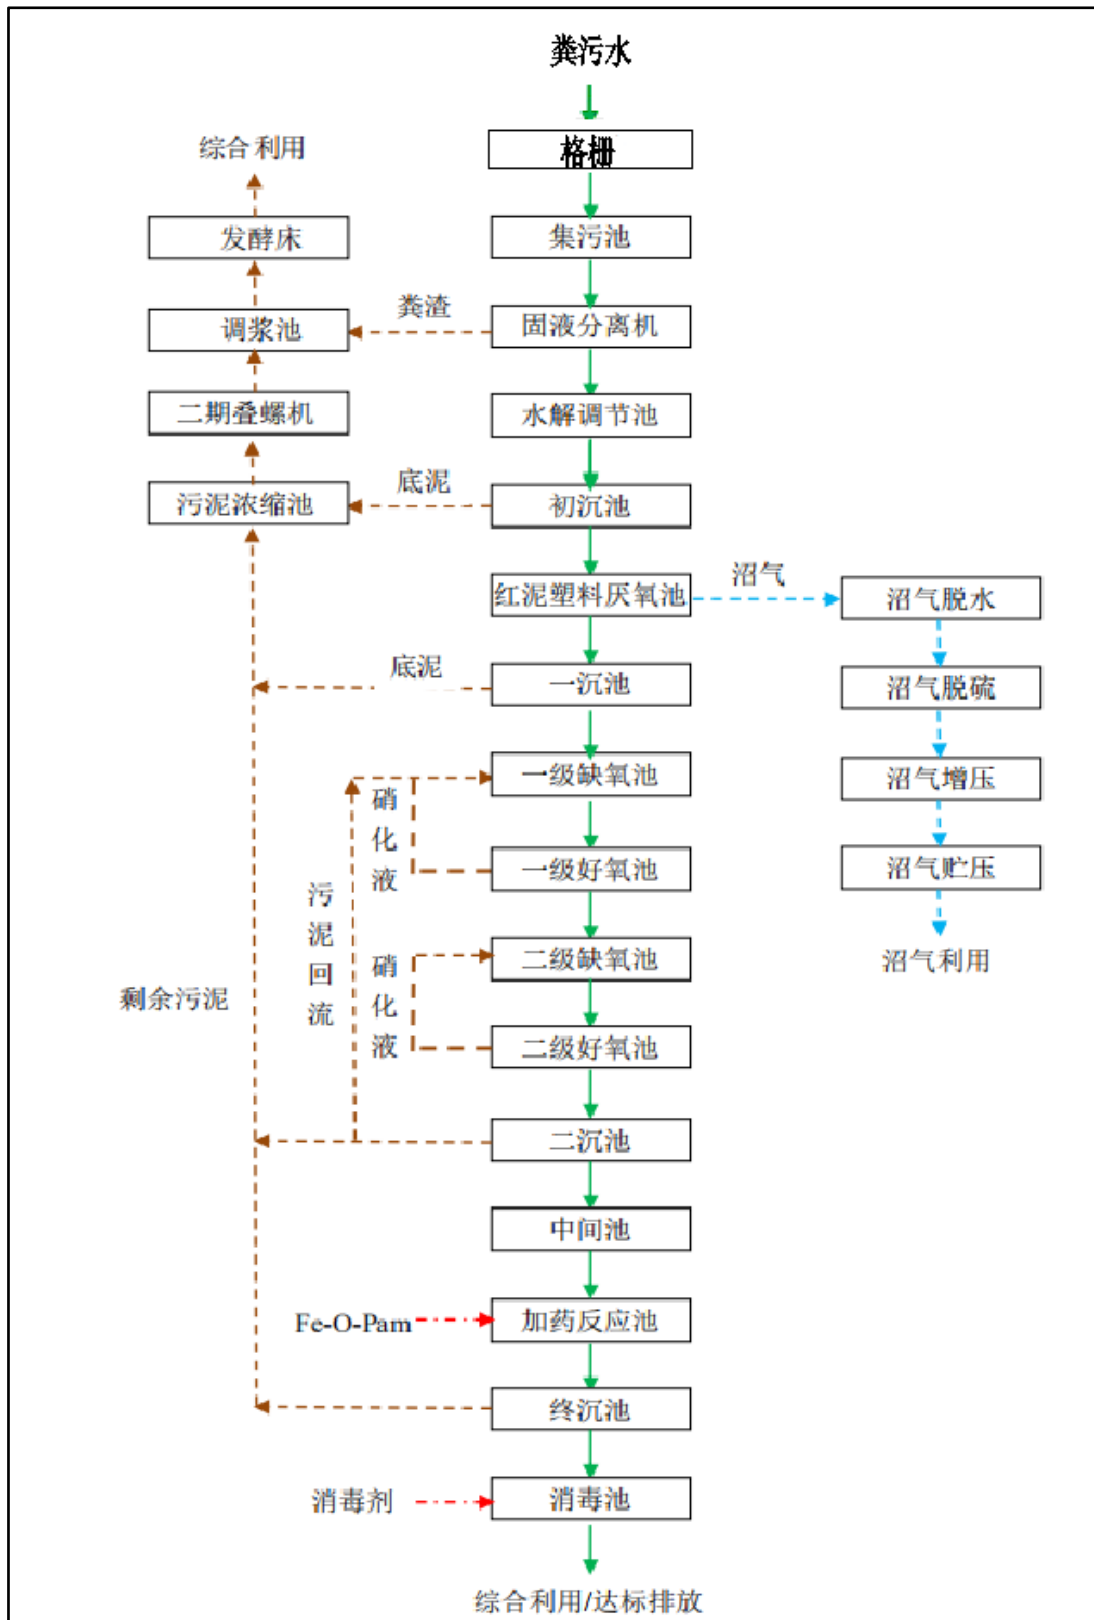 粪污水
格栅
综合利用
发酵床
集污池
粪渣
调浆池
固液分离机
二期叠螺机
水解调节池
底泥
污泥浓缩池
初沉池
沼气
红泥塑料厌氧池
沼气脱水
底泥
一沉池
沼气脱硫
一级缺氧池
沼气增压
硝化液
一级好氧池
沼气贮压
污泥回流
二级缺氧池
沼气利用
硝化液
剩余污泥
二级好氧池
二沉池
中间池
Fe-O-Pam
加药反应池
终沉池
消毒剂
消毒池
综合利用/达标排放